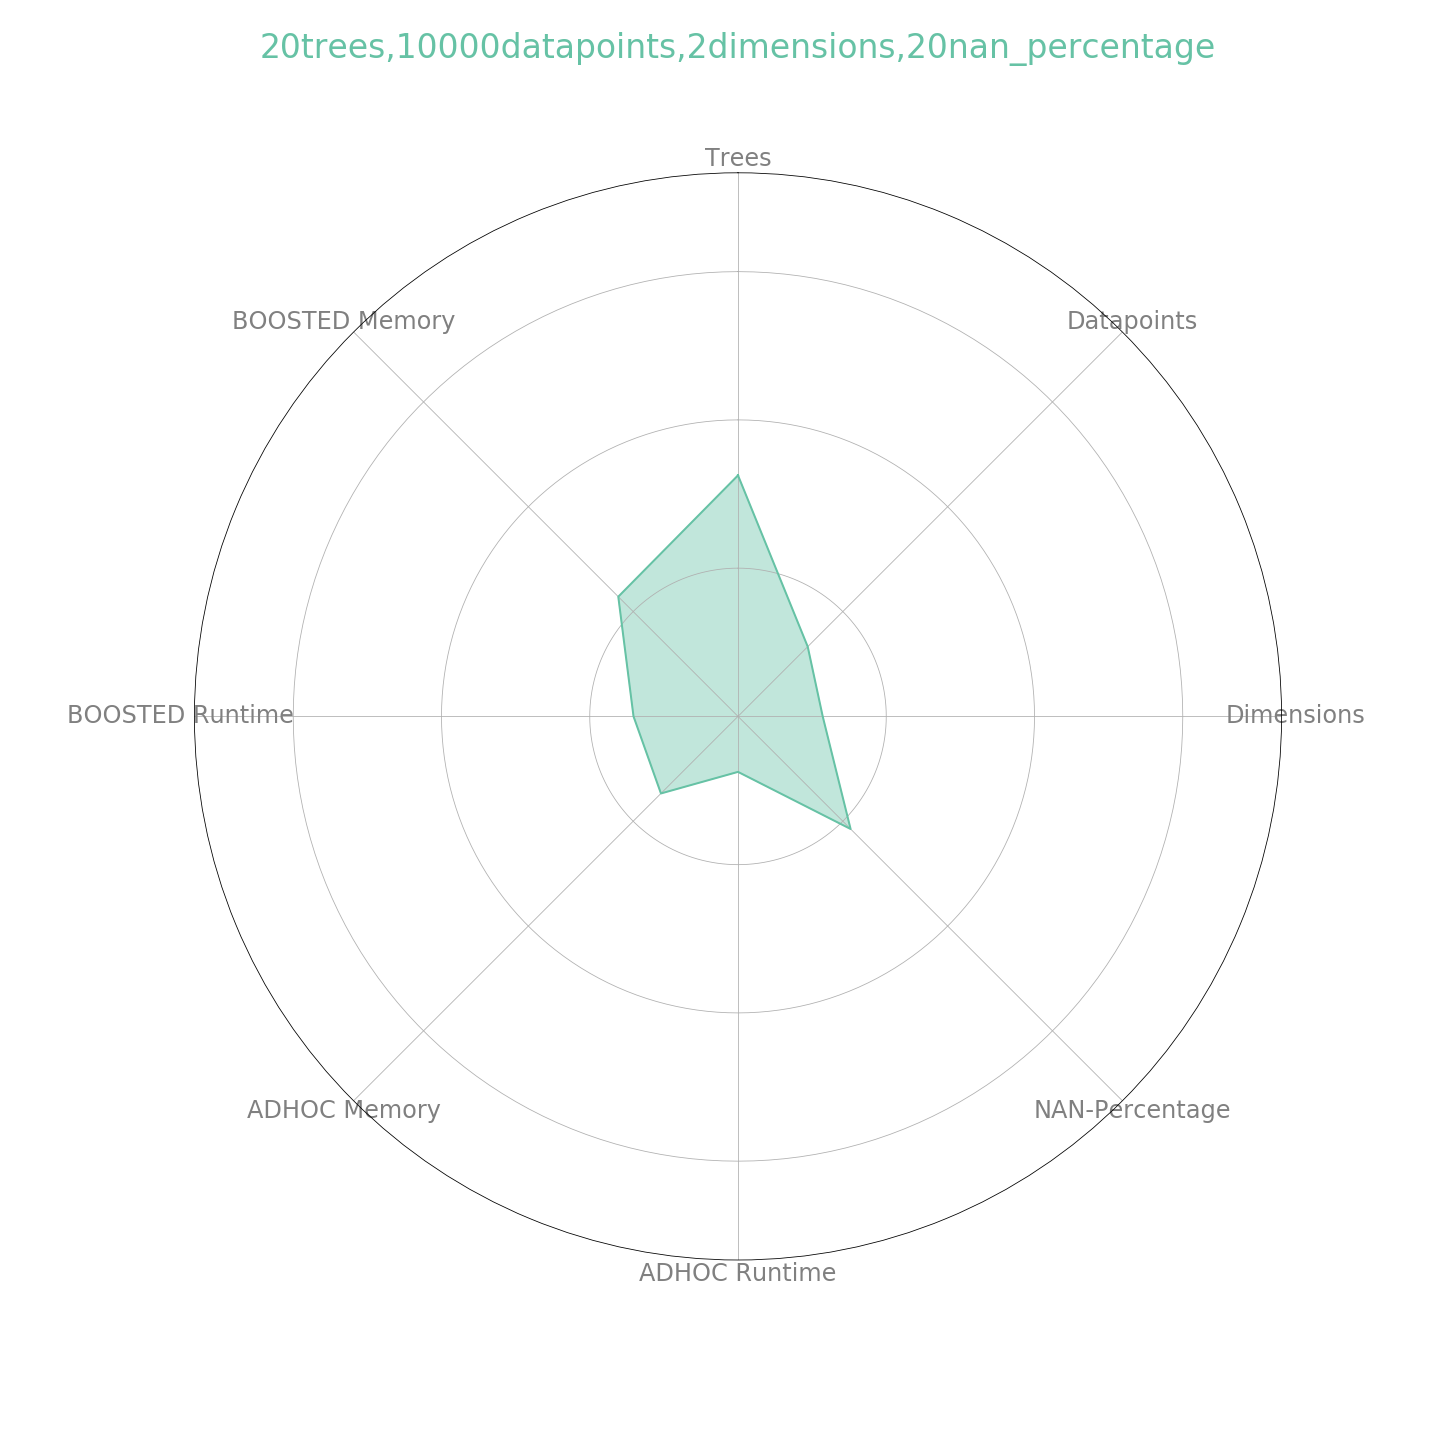 20trees,10000datapoints,2dimensions,20nan_percentage
Trees
BOOSTED Memory
Datapoints
BOOSTED Runtime
Dimensions
ADHOC Memory
NAN-Percentage
ADHOC Runtime